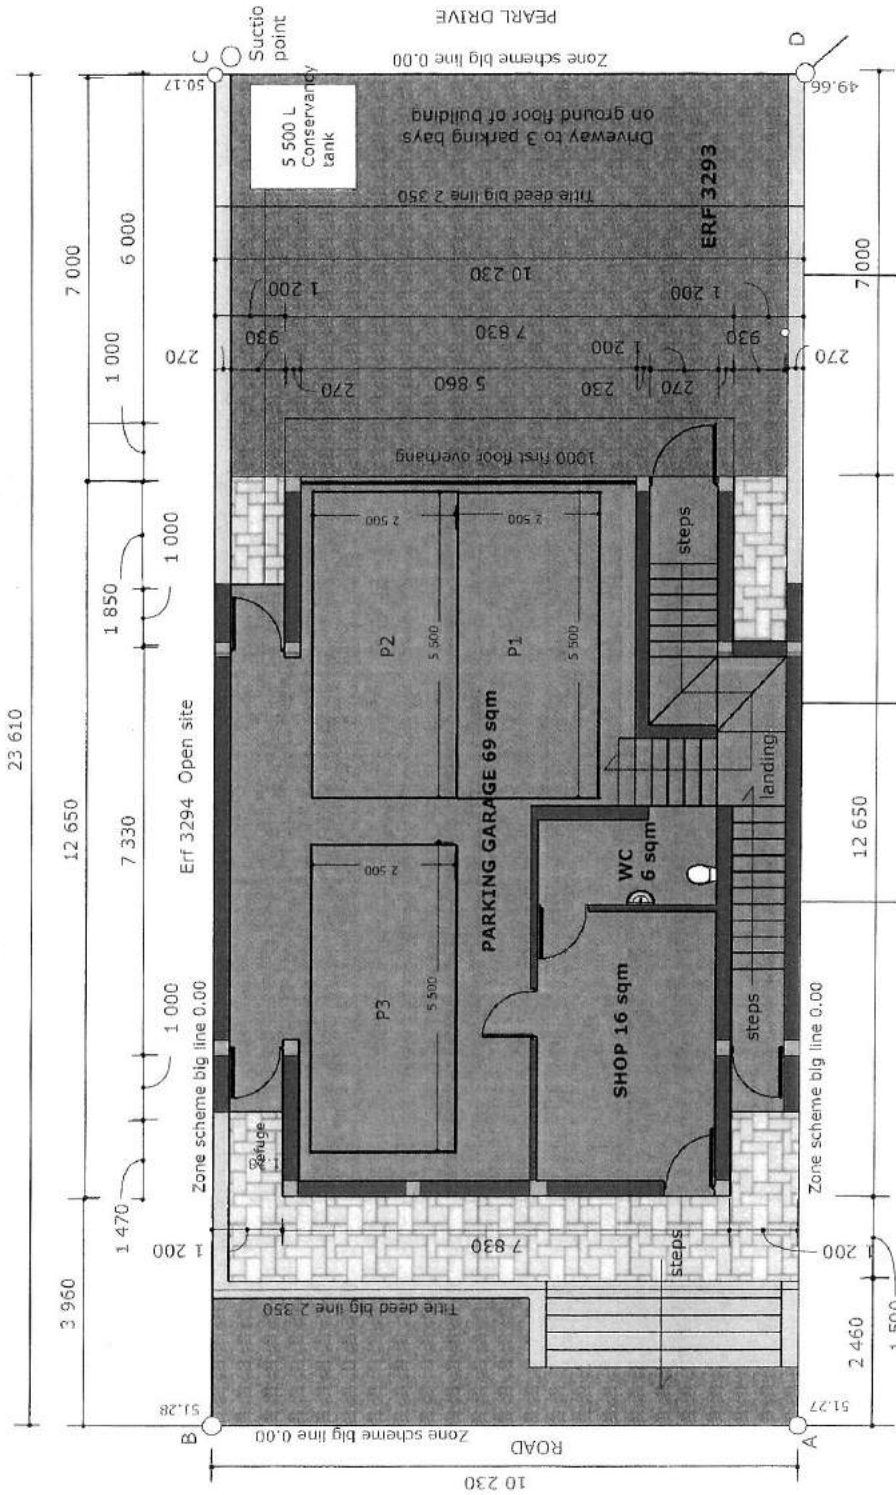 PEARL DRIVE
Zone scheme blg line 0.00
C
D
Suctio
point
50.17
49.66
5 500 L
Conservancy
tank
Driveway to 3 parking bays
on ground floor of building
Title deed blg line 2 350
ERF 3293
10 230
1 200
7 830
1 200
270
930
270
5 860
230
1 200
270
930
270
1000 first floor overhang
23 610
7 000
12 650
3 960
6 000
1 000
1 000
1 850
7 330
1 000
1 470
Erf 3294 Open site
Zone scheme blg line 0.00
P2
2 500
5 500
P1
2 500
5 500
P3
2 500
5 500
PARKING GARAGE 69 sqm
steps
landing
WC
6 sqm
SHOP 16 sqm
steps
refuge
1 200
7 830
1 200
steps
Title deed blg line 2 350
Zone scheme blg line 0.00
7 000
12 650
2 460
1 500
51.28
51.27
B
A
Zone scheme blg line 0.00
ROAD
10 230